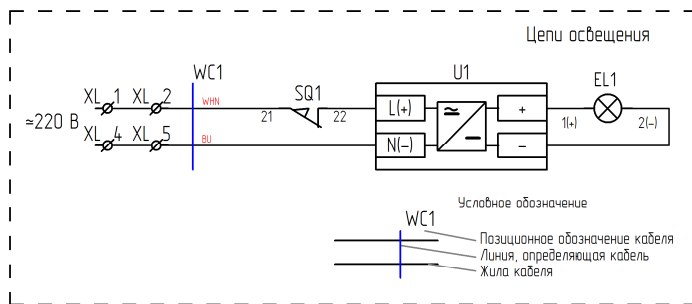 Цепи освещения
WC1
U1
XL 1 XL 2
WHN
SQ1
L(+)
+
EL1
21
22
1(+)
2(-)
≃220 В
XL 4 XL 5
BU
N(-)
-
Условное обозначение
WC1
Позиционное обозначение кабеля
Линия, определяющая кабель
Жила кабеля